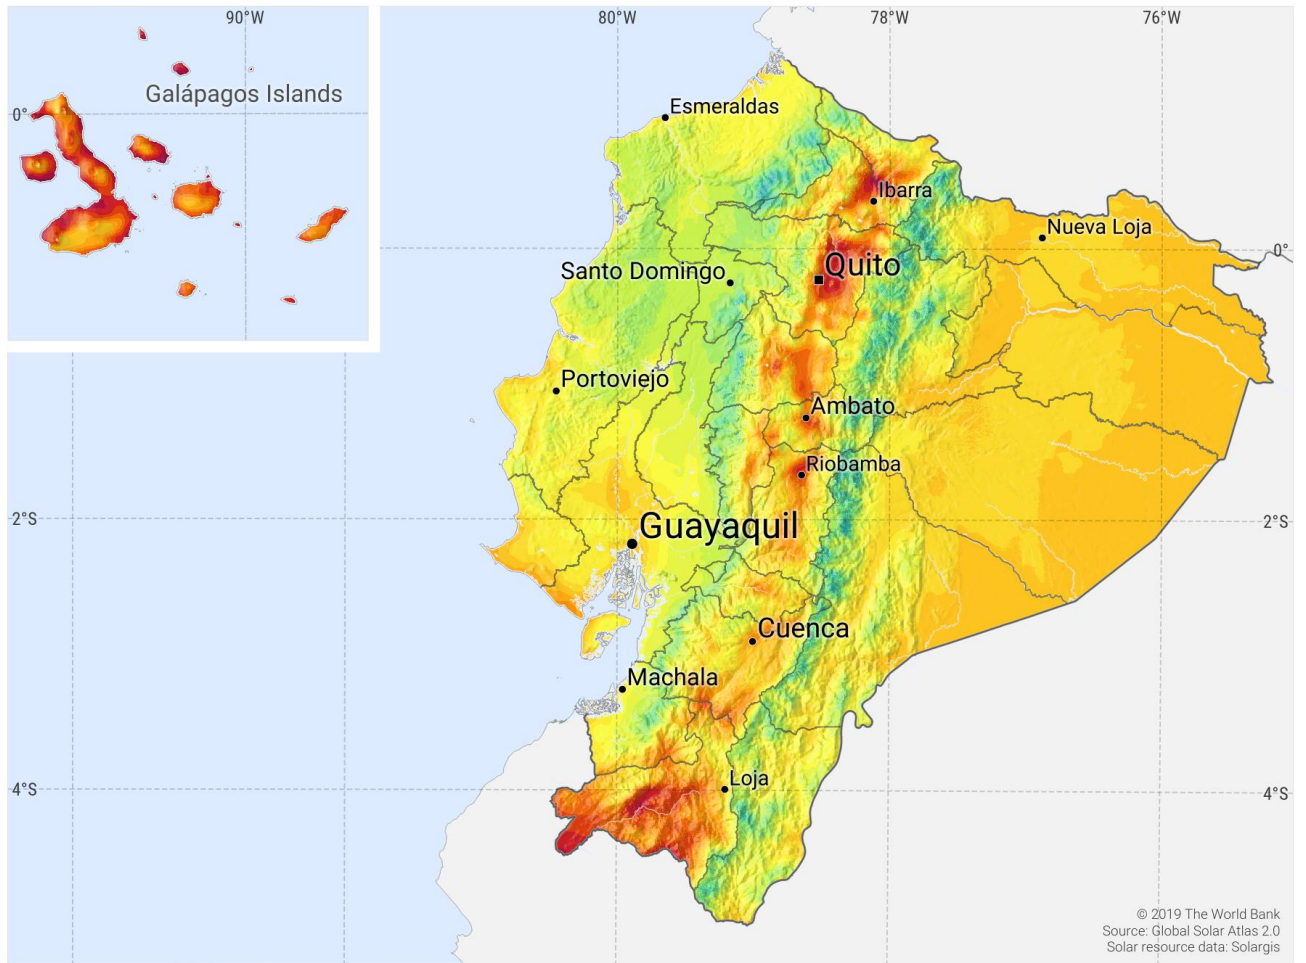 90°W
80°W
78°W
76°W
Galápagos Islands
0°
Esmeraldas
Ibarra
Nueva Loja
0°
Quito
Santo Domingo
Portoviejo
Ambato
Riobamba
2°S
2°S
Guayaquil
Cuenca
Machala
Loja
4°S
4°S
© 2019 The World Bank
Source: Global Solar Atlas 2.0
Solar resource data: Solargis